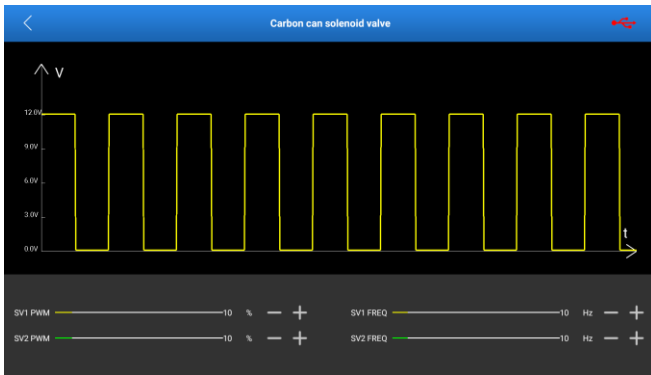 Carbon can solenoid valve
V
12.0V
9.0V
6.0V
3.0V
0.0V
t
SV1 PWM 10 % SV1 FREQ 10 Hz
SV2 PWM 10 % SV2 FREQ 10 Hz